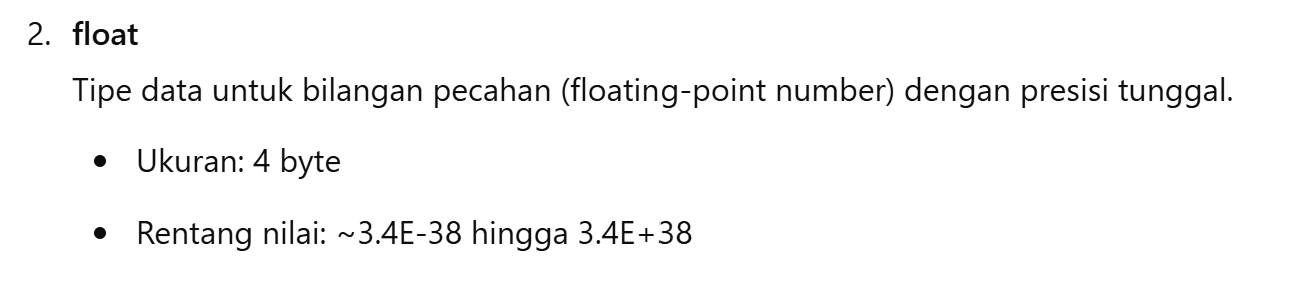 2. float
Tipe data untuk bilangan pecahan (floating-point number) dengan presisi tunggal.
• Ukuran: 4 byte
• Rentang nilai: ~3.4E-38 hingga 3.4E+38